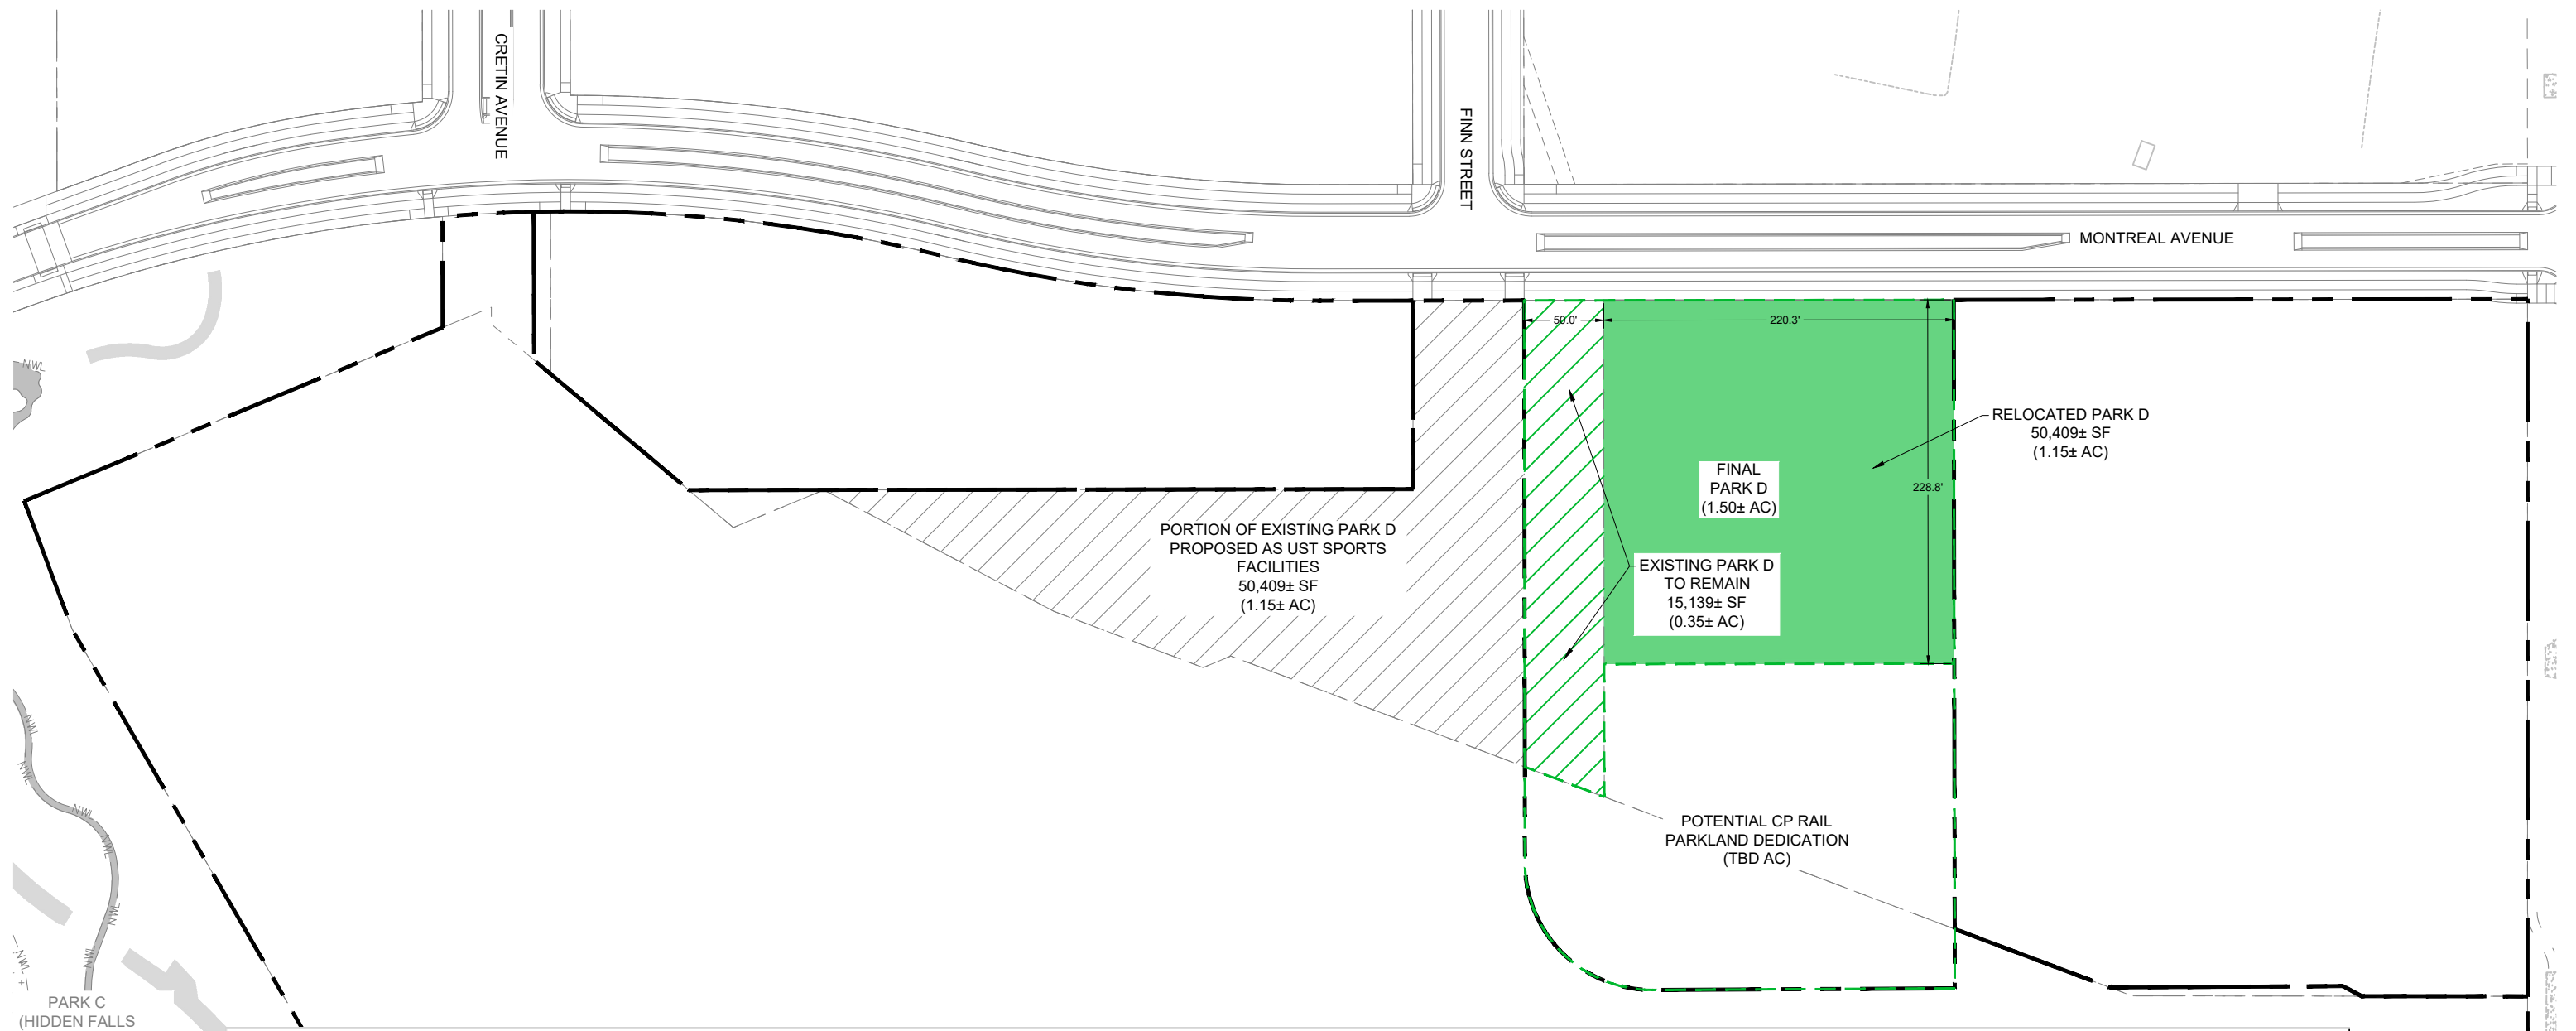 CRETIN AVENUE
FINN STREET
MONTREAL AVENUE
50.0'
220.3'
228.8'
RELOCATED PARK D
50,409± SF
(1.15± AC)
FINAL
PARK D
(1.50± AC)
PORTION OF EXISTING PARK D
PROPOSED AS UST SPORTS
FACILITIES
50,409± SF
(1.15± AC)
EXISTING PARK D
TO REMAIN
15,139± SF
(0.35± AC)
POTENTIAL CP RAIL
PARKLAND DEDICATION
(TBD AC)
NWL
NWL
NWL
NWL
NWL
NWL
NWL
NWL
PARK C
(HIDDEN FALLS